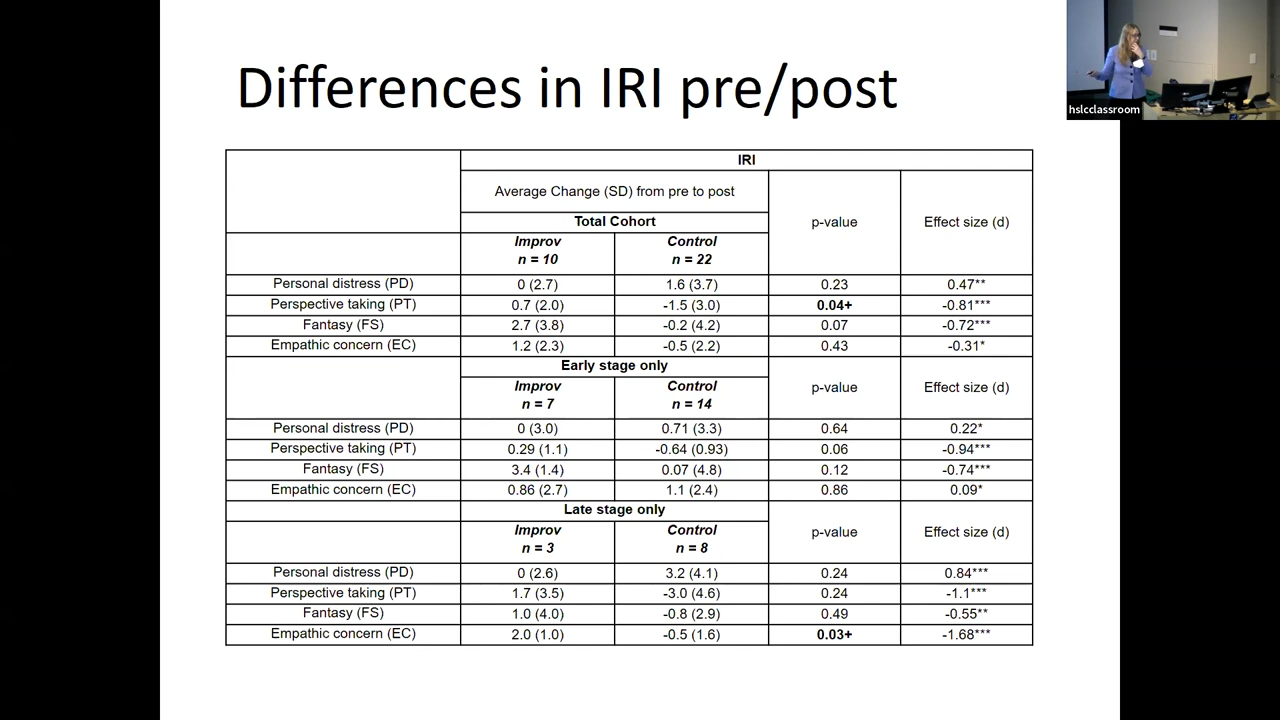 Differences in IRI pre/post
hslcclassroom
IRI
Average Change (SD) from pre to post p-value Effect size (d)
Total Cohort
Improv Control
n = 10 n = 22
Personal distress (PD) 0 (2.7) 1.6 (3.7) 0.23 0.47**
Perspective taking (PT) 0.7 (2.0) -1.5 (3.0) 0.04+ -0.81***
Fantasy (FS) 2.7 (3.8) -0.2 (4.2) 0.07 -0.72***
Empathic concern (EC) 1.2 (2.3) -0.5 (2.2) 0.43 -0.31*
Early stage only p-value Effect size (d)
Improv Control
n = 7 n = 14
Personal distress (PD) 0 (3.0) 0.71 (3.3) 0.64 0.22*
Perspective taking (PT) 0.29 (1.1) -0.64 (0.93) 0.06 -0.94***
Fantasy (FS) 3.4 (1.4) 0.07 (4.8) 0.12 -0.74***
Empathic concern (EC) 0.86 (2.7) 1.1 (2.4) 0.86 0.09*
Late stage only p-value Effect size (d)
Improv Control
n = 3 n = 8
Personal distress (PD) 0 (2.6) 3.2 (4.1) 0.24 0.84***
Perspective taking (PT) 1.7 (3.5) -3.0 (4.6) 0.24 -1.1***
Fantasy (FS) 1.0 (4.0) -0.8 (2.9) 0.49 -0.55**
Empathic concern (EC) 2.0 (1.0) -0.5 (1.6) 0.03+ -1.68***